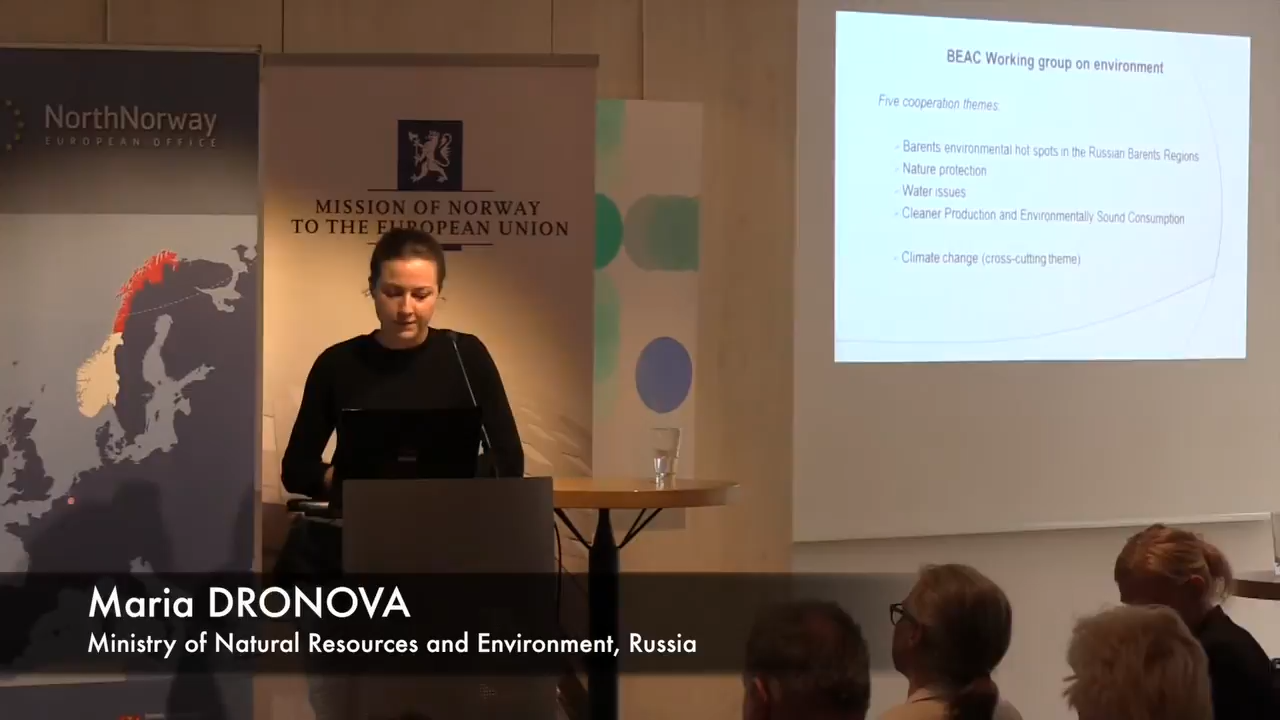 NorthNorway
EUROPEAN OFFICE
MISSION OF NORWAY
TO THE EUROPEAN UNION
BEAC Working group on environment
Five cooperation themes:
- Barents environmental hot spots in the Russian Barents Regions
- Nature protection
- Water issues
- Cleaner Production and Environmentally Sound Consumption
- Climate change (cross-cutting theme)
Maria DRONOVA
Ministry of Natural Resources and Environment, Russia